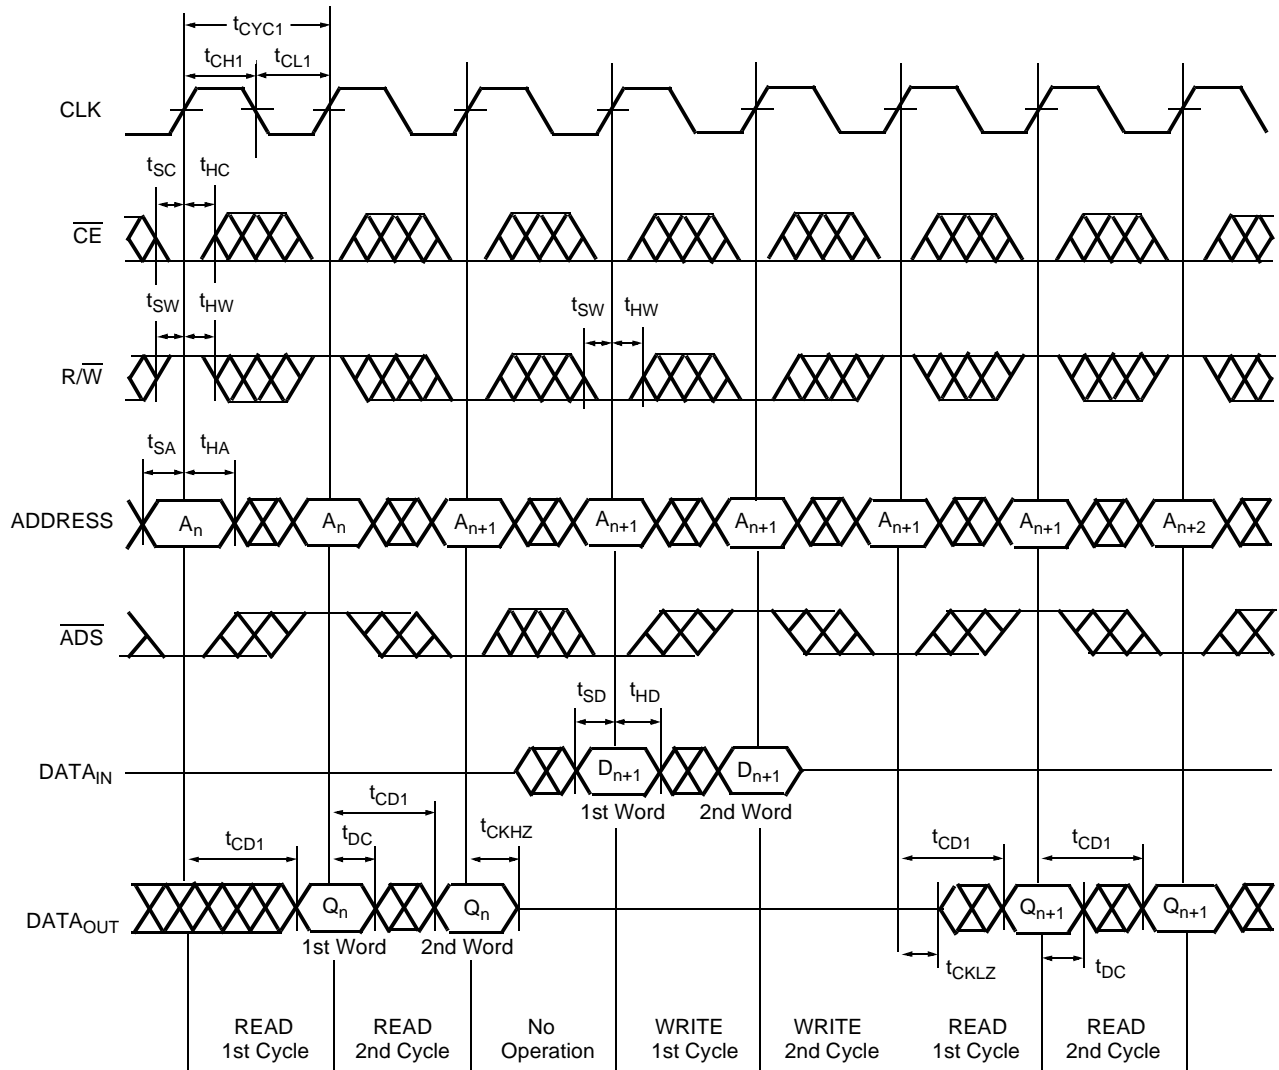 tCYC1
tCH1 tCL1
CLK
tSC tHC
CE
tSW tHW tSW tHW
R/W
tSA tHA
ADDRESS An An An+1 An+1 An+1 An+1 An+1 An+2
ADS
tSD tHD
DATAIN Dn+1 Dn+1
1st Word 2nd Word
tCD1 tDC tCD1 tCKHZ tCD1 tCD1
DATAOUT Qn Qn Qn+1 Qn+1
1st Word 2nd Word
tCKLZ tDC
READ READ No WRITE WRITE READ READ
1st Cycle 2nd Cycle Operation 1st Cycle 2nd Cycle 1st Cycle 2nd Cycle